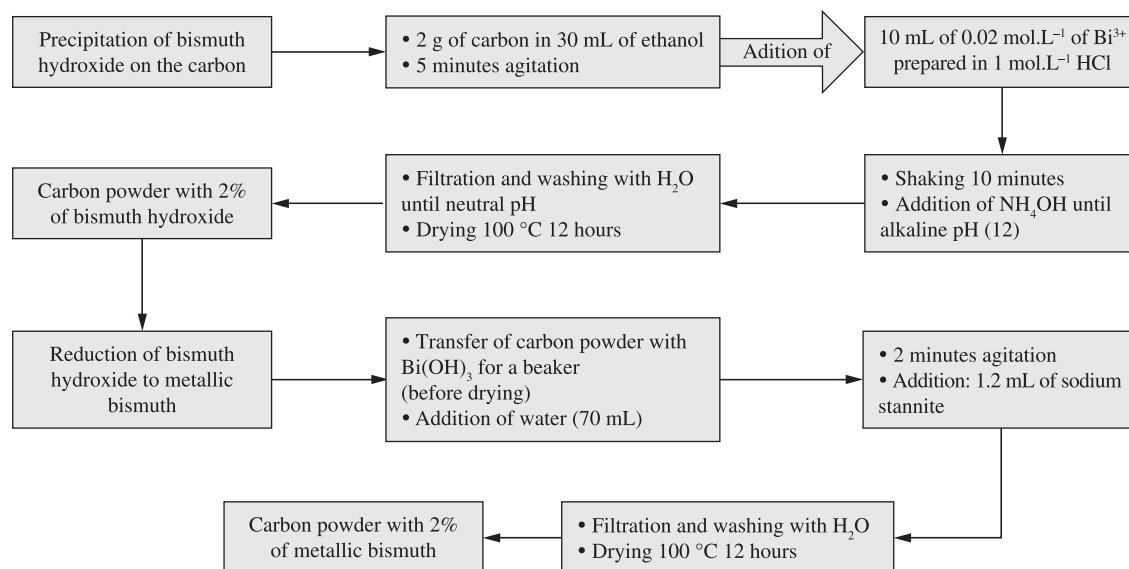 Precipitation of bismuth
hydroxide on the carbon
• 2 g of carbon in 30 mL of ethanol
• 5 minutes agitation
Adition of
10 mL of 0.02 mol.L⁻¹ of Bi³⁺
prepared in 1 mol.L⁻¹ HCl
• Shaking 10 minutes
• Addition of NH₄OH until
alkaline pH (12)
• Filtration and washing with H₂O
until neutral pH
• Drying 100 °C 12 hours
Carbon powder with 2%
of bismuth hydroxide
Reduction of bismuth
hydroxide to metallic
bismuth
• Transfer of carbon powder with
Bi(OH)₃ for a beaker
(before drying)
• Addition of water (70 mL)
• 2 minutes agitation
• Addition: 1.2 mL of sodium
stannite
• Filtration and washing with H₂O
• Drying 100 °C 12 hours
Carbon powder with 2%
of metallic bismuth